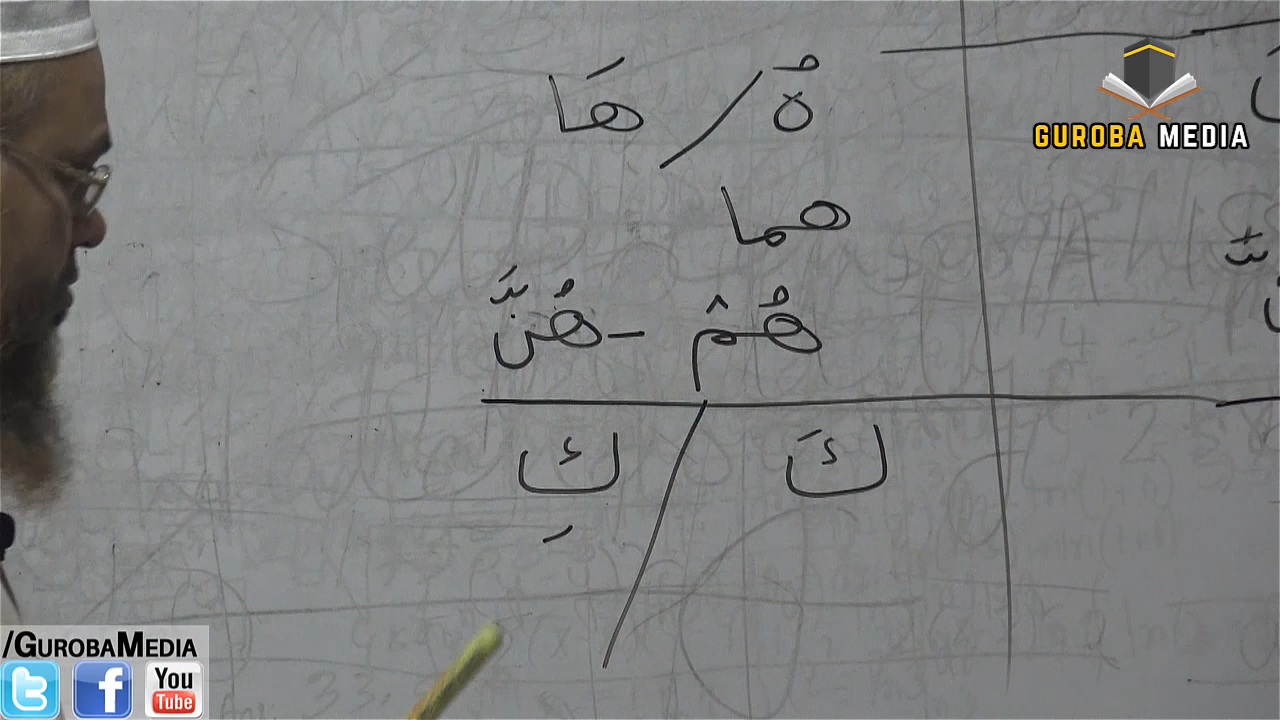 GUROBA MEDIA
هُ / هَا
هما
هُمْ - هُنَّ
كَ / كِ
/GUROBAMEDIA
You
Tube